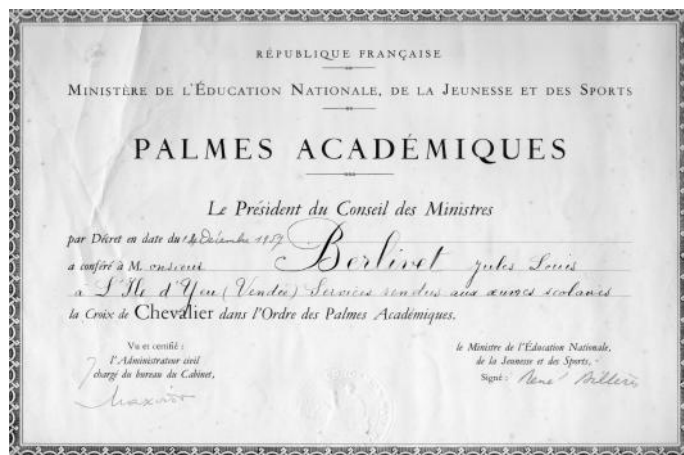 RÉPUBLIQUE FRANÇAISE
MINISTÈRE DE L'ÉDUCATION NATIONALE, DE LA JEUNESSE ET DES SPORTS
PALMES ACADÉMIQUES
Le Président du Conseil des Ministres
par Décret en date du 14 Décembre 1957
a conféré à M. onsieur Berlivet Jules Louis
à L'Ile d'Yeu (Vendée) Services rendus aux œuvres scolaires
la Croix de Chevalier dans l'Ordre des Palmes Académiques.
Vu et certifié :
l'Administrateur civil
chargé du bureau du Cabinet,
le Ministre de l'Éducation Nationale,
de la Jeunesse et des Sports,
Signé : René Billères